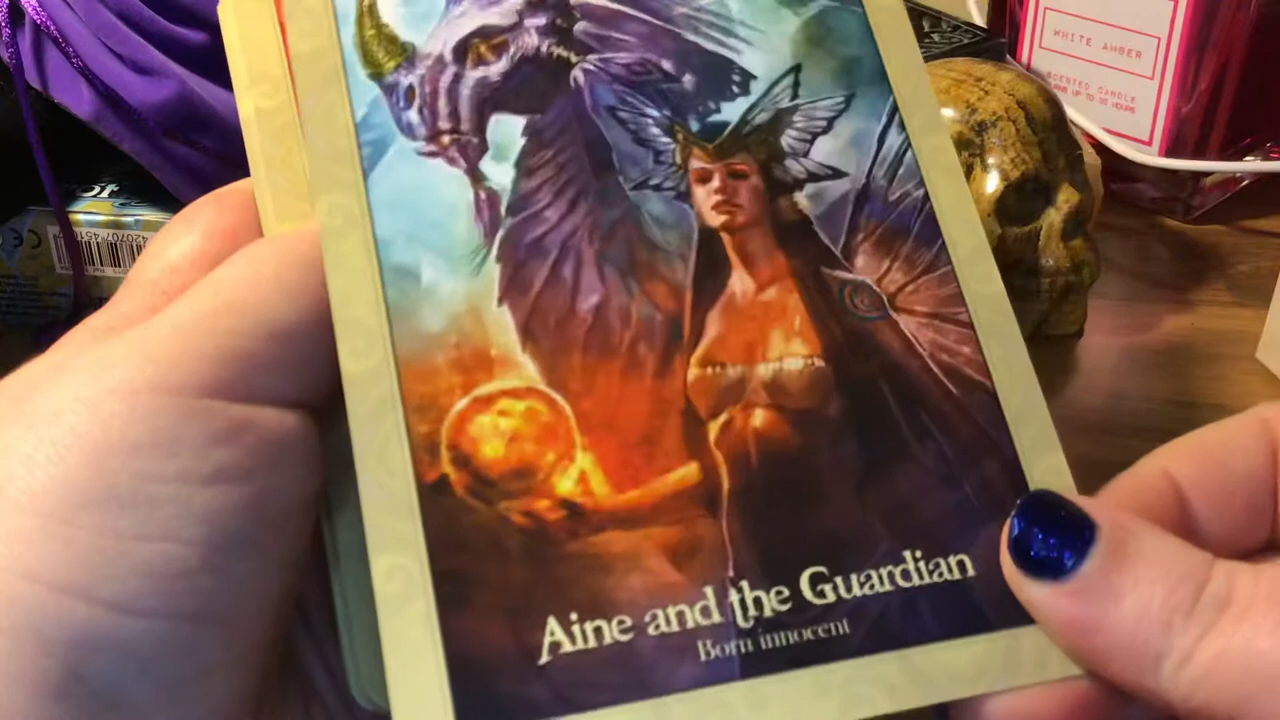 WHITE AMBER
SCENTED CANDLE
Aine and the Guardian
Born innocent